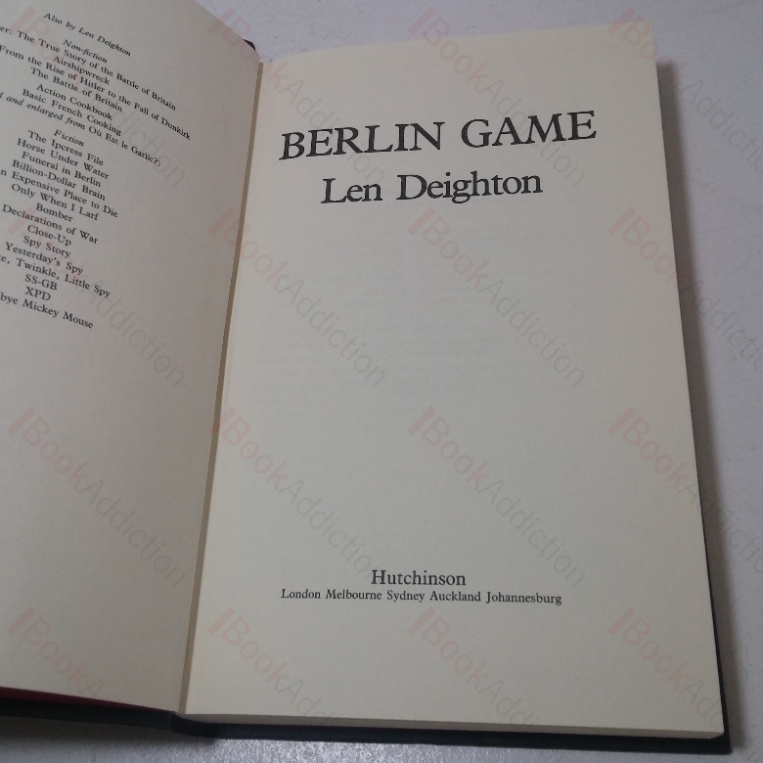 Also by Len Deighton
Non-fiction
er: The True Story of the Battle of Britain
Airshipwreck
From the Rise of Hitler to the Fall of Dunkirk
The Battle of Britain
Action Cookbook
Basic French Cooking
d and enlarged from Où Est le Garlic?)
Fiction
The Ipcress File
Horse Under Water
Funeral in Berlin
Billion-Dollar Brain
n Expensive Place to Die
Only When I Larf
Bomber
Declarations of War
Close-Up
Spy Story
Yesterday's Spy
e, Twinkle, Little Spy
SS-GB
XPD
bye Mickey Mouse
BERLIN GAME
Len Deighton
Hutchinson
London Melbourne Sydney Auckland Johannesburg
BookAddiction